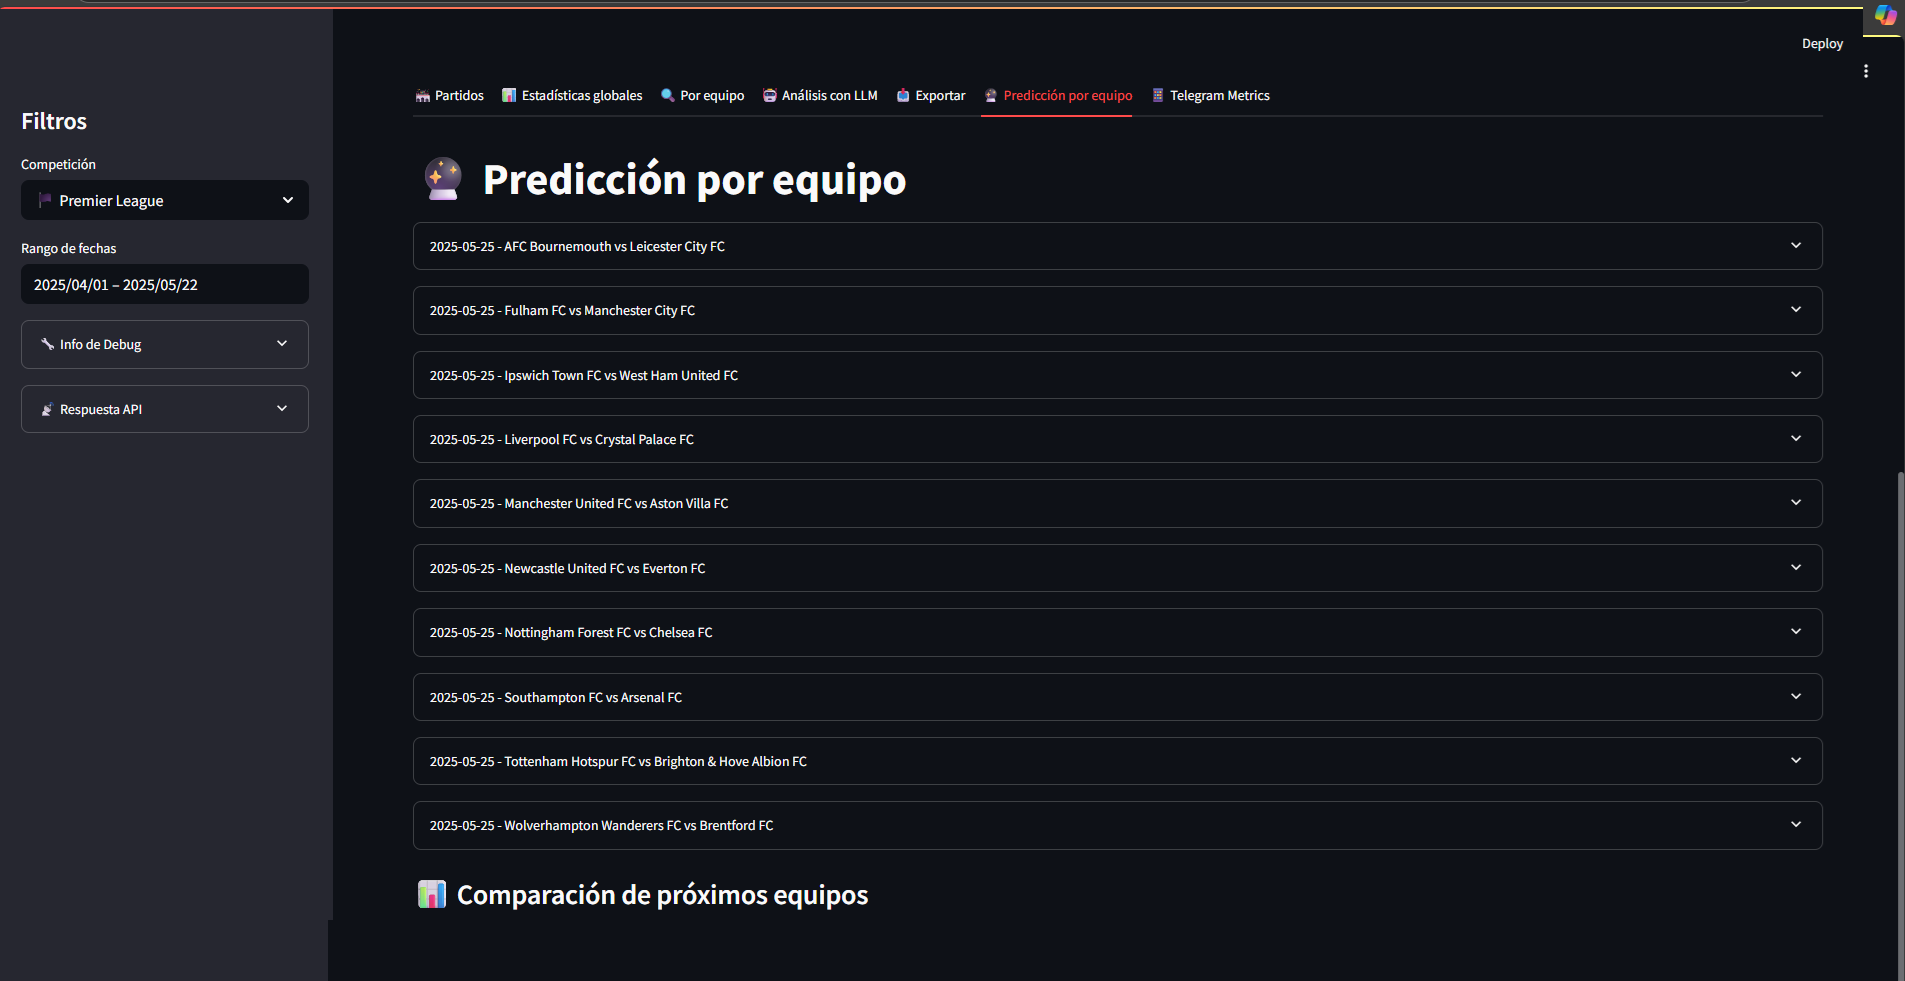 Deploy
Filtros
Competición
Premier League
Rango de fechas
2025/04/01 – 2025/05/22
Info de Debug
Respuesta API
Partidos Estadísticas globales Por equipo Análisis con LLM Exportar Predicción por equipo Telegram Metrics
Predicción por equipo
2025-05-25 - AFC Bournemouth vs Leicester City FC
2025-05-25 - Fulham FC vs Manchester City FC
2025-05-25 - Ipswich Town FC vs West Ham United FC
2025-05-25 - Liverpool FC vs Crystal Palace FC
2025-05-25 - Manchester United FC vs Aston Villa FC
2025-05-25 - Newcastle United FC vs Everton FC
2025-05-25 - Nottingham Forest FC vs Chelsea FC
2025-05-25 - Southampton FC vs Arsenal FC
2025-05-25 - Tottenham Hotspur FC vs Brighton & Hove Albion FC
2025-05-25 - Wolverhampton Wanderers FC vs Brentford FC
Comparación de próximos equipos